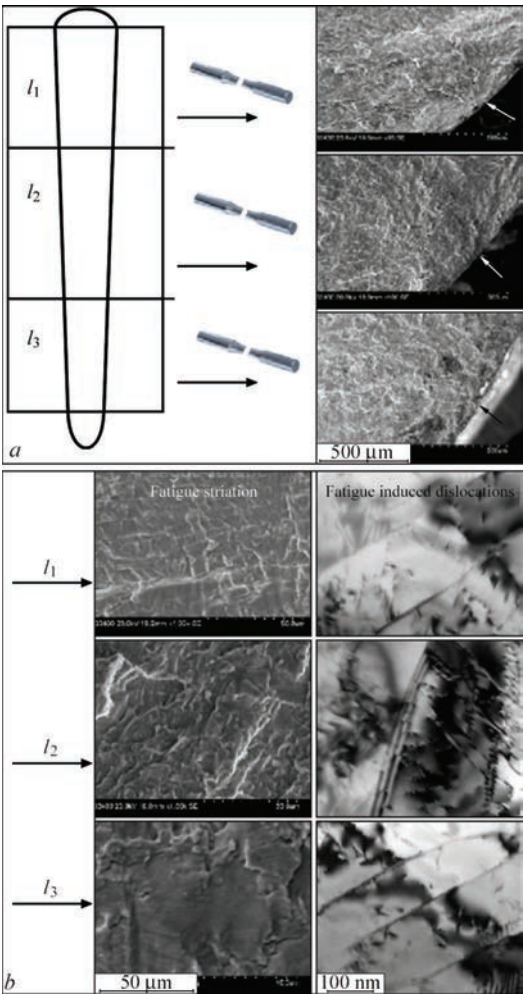 l1
l2
l3
a
500 μm
b
Fatigue striation
Fatigue induced dislocations
l1
l2
l3
50 μm
100 nm